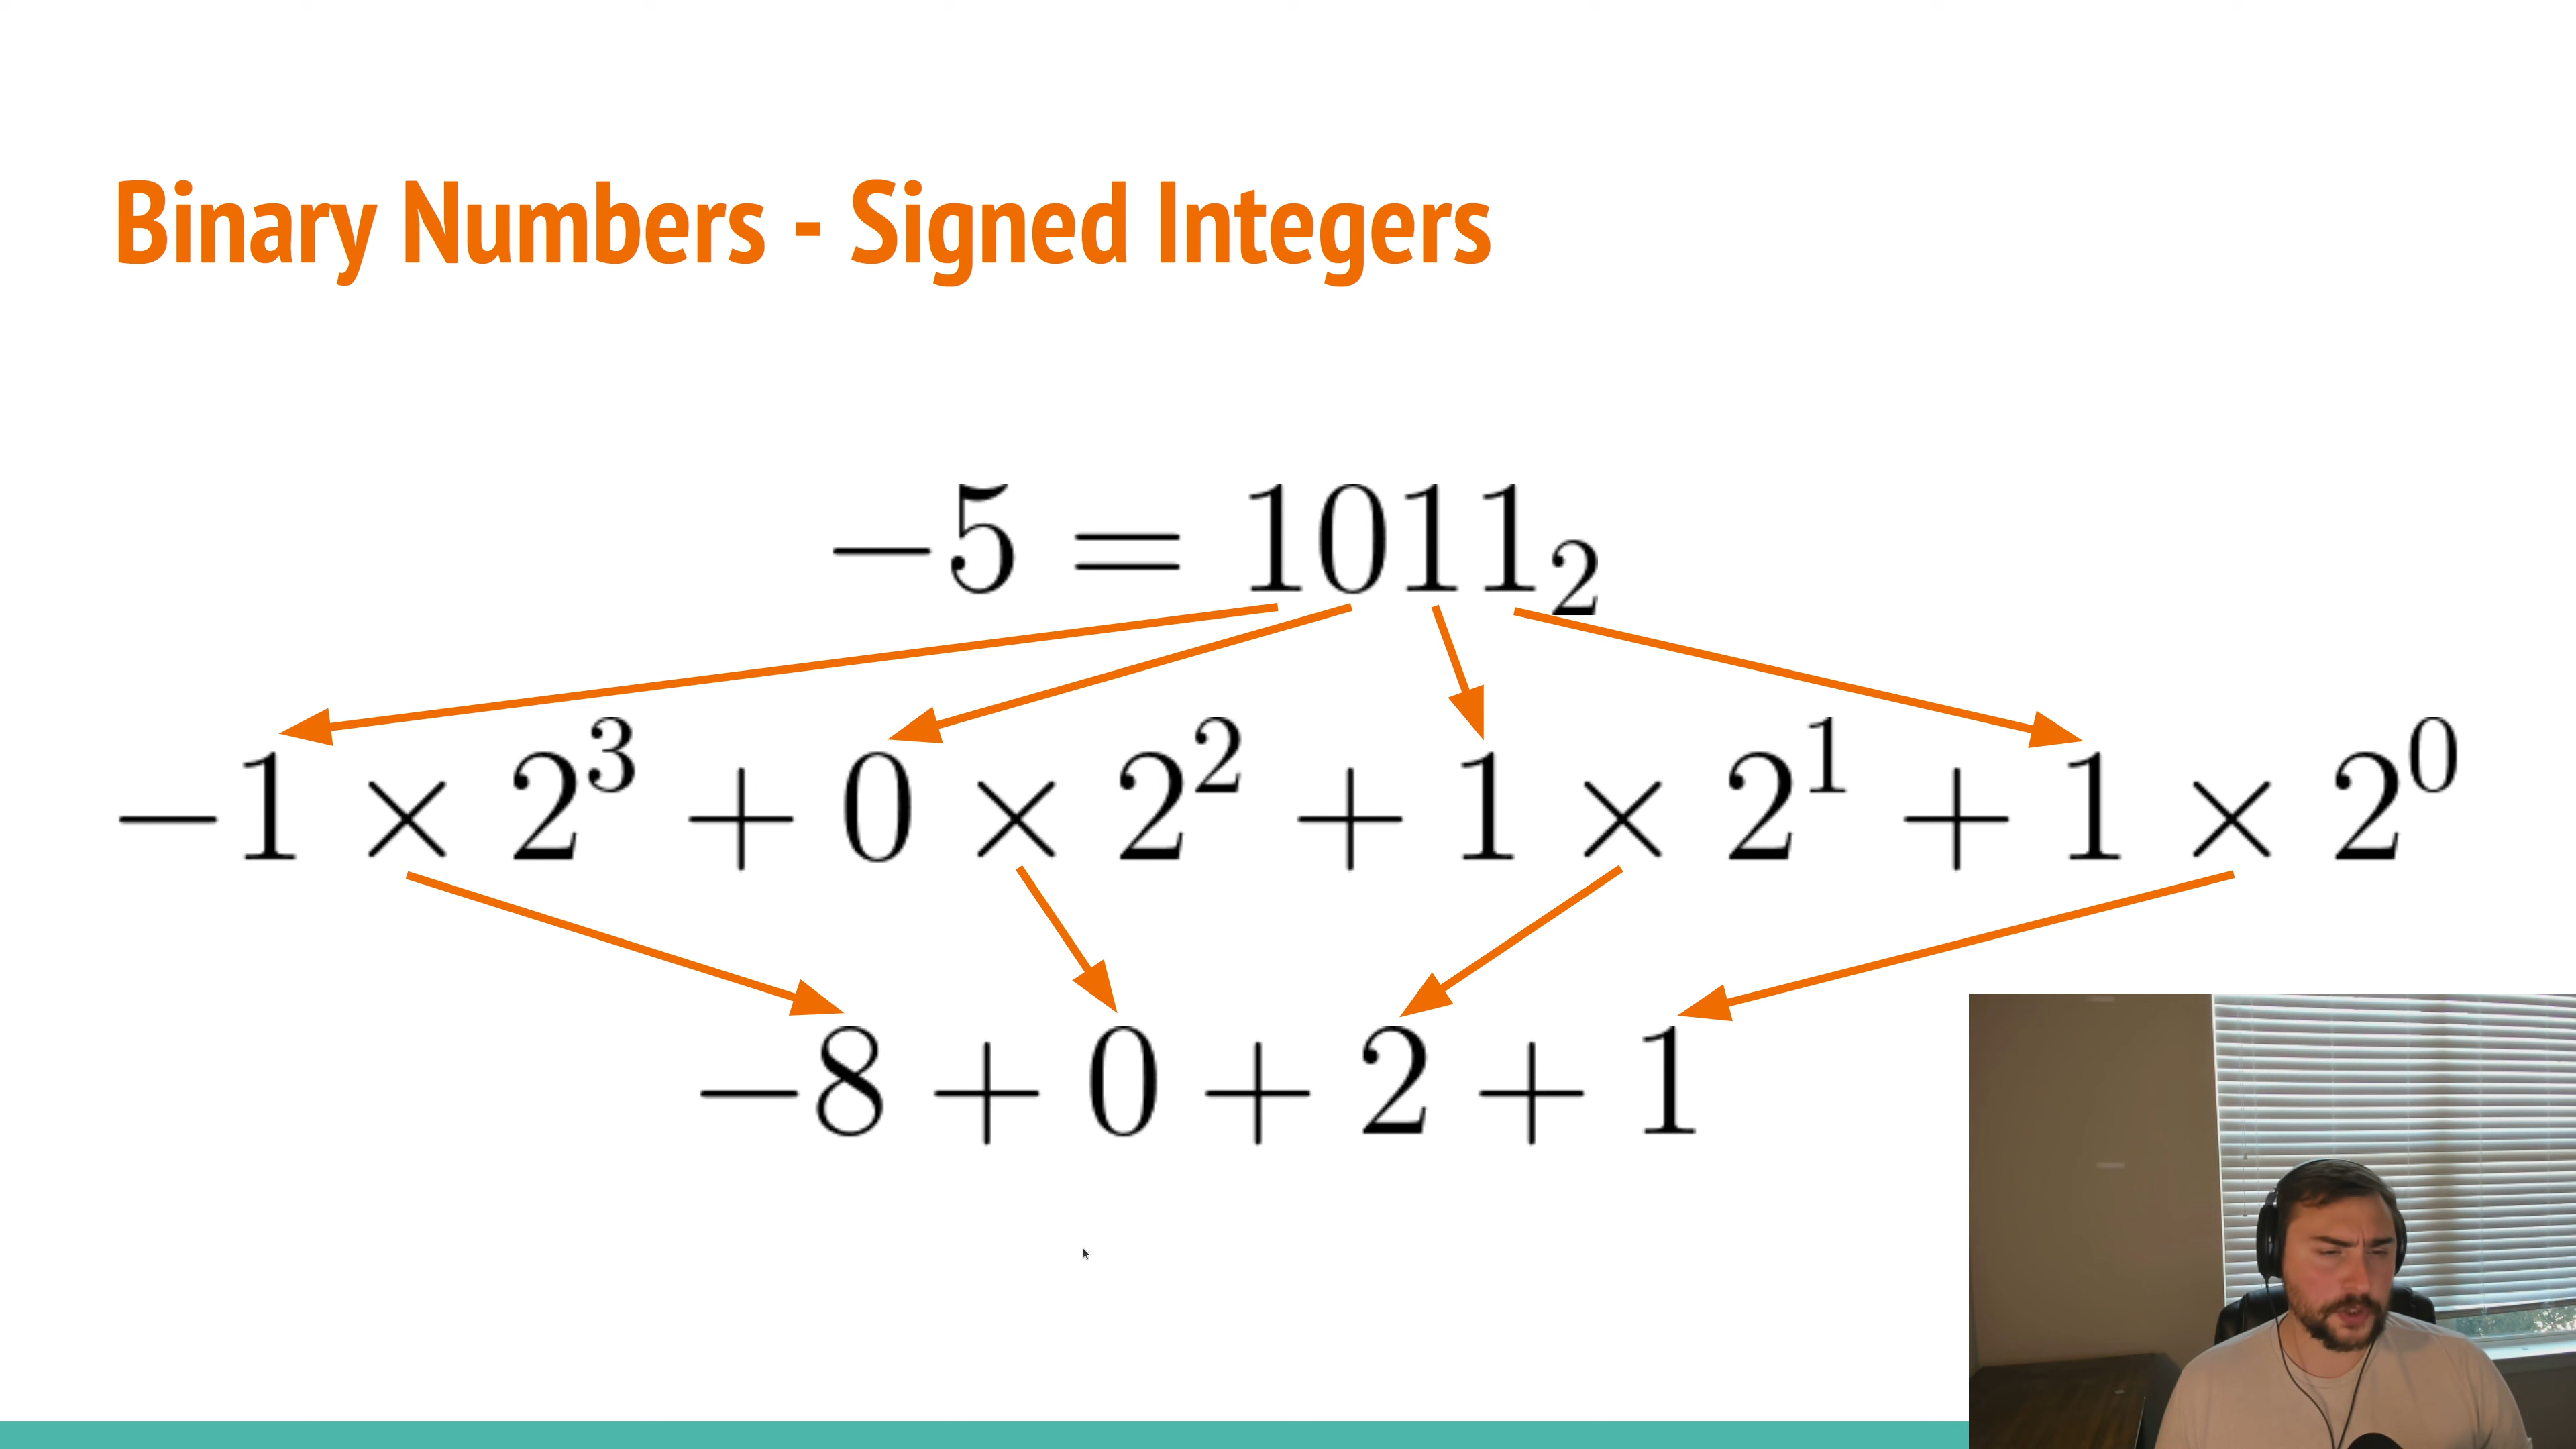 Binary Numbers - Signed Integers
−5 = 1011₂
−1 × 2³ + 0 × 2² + 1 × 2¹ + 1 × 2⁰
−8 + 0 + 2 + 1